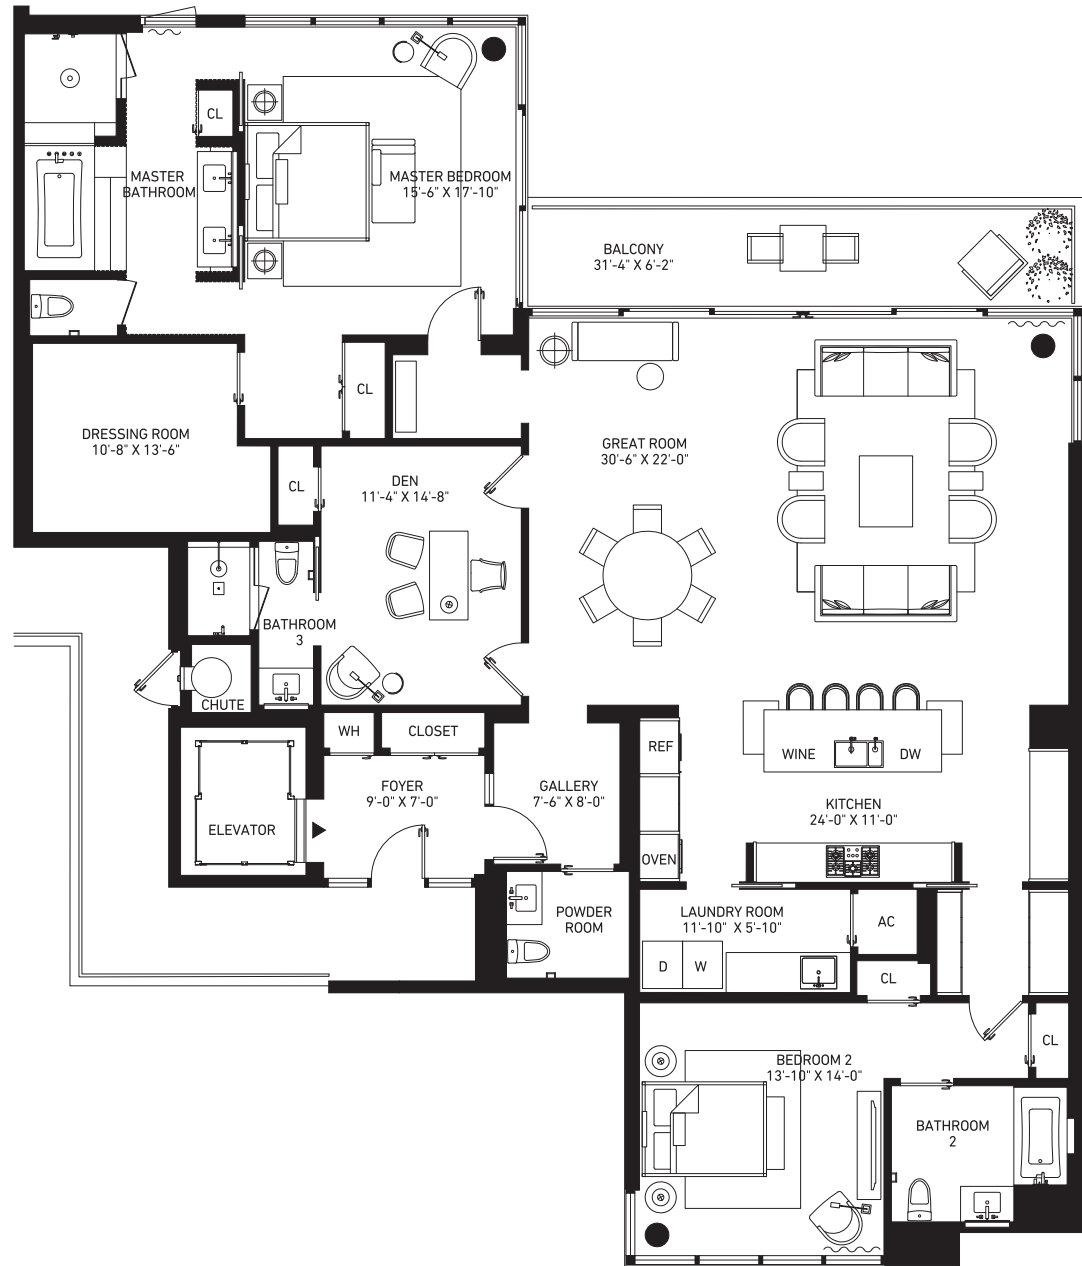 CL
MASTER
BATHROOM
MASTER BEDROOM
15'-6" X 17'-10"
BALCONY
31'-4" X 6'-2"
CL
DRESSING ROOM
10'-8" X 13'-6"
GREAT ROOM
30'-6" X 22'-0"
CL
DEN
11'-4" X 14'-8"
BATHROOM
3
CHUTE
WH
CLOSET
REF
WINE
DW
FOYER
9'-0" X 7'-0"
GALLERY
7'-6" X 8'-0"
KITCHEN
24'-0" X 11'-0"
ELEVATOR
OVEN
POWDER
ROOM
LAUNDRY ROOM
11'-10" X 5'-10"
AC
D
W
CL
CL
BEDROOM 2
13'-10" X 14'-0"
BATHROOM
2